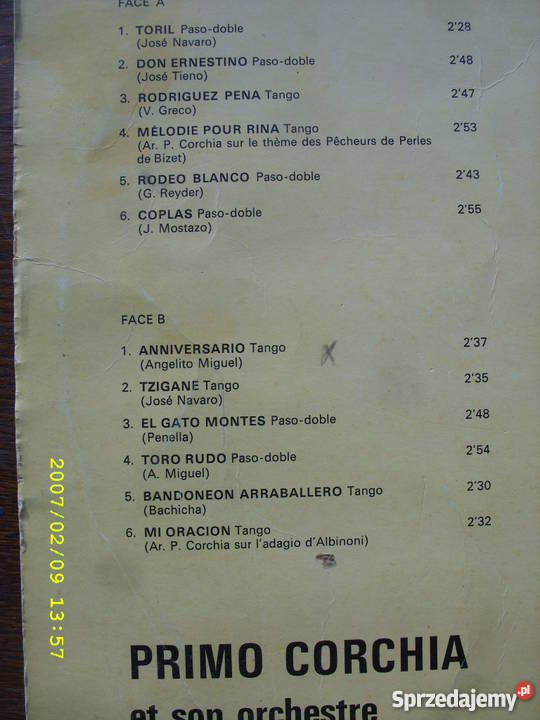 FACE A
1. TORIL Paso-doble 2'28
(José Navaro)
2. DON ERNESTINO Paso-doble 2'48
(José Tieno)
3. RODRIGUEZ PENA Tango 2'47
(V. Greco)
4. MÉLODIE POUR RINA Tango 2'53
(Ar. P. Corchia sur le thème des Pêcheurs de Perles
de Bizet)
5. RODEO BLANCO Paso-doble 2'43
(G. Reyder)
6. COPLAS Paso-doble 2'55
(J. Mostazo)
FACE B
1. ANNIVERSARIO Tango 2'37
(Angelito Miguel)
2. TZIGANE Tango 2'35
(José Navaro)
3. EL GATO MONTES Paso-doble 2'48
(Penella)
4. TORO RUDO Paso-doble 2'54
(A. Miguel)
5. BANDONEON ARRABALLERO Tango 2'30
(Bachicha)
6. MI ORACION Tango 2'32
(Ar. P. Corchia sur l'adagio d'Albinoni)
PRIMO CORCHIA
et son orchestre
2007/02/09 13:57
Sprzedajemy.pl